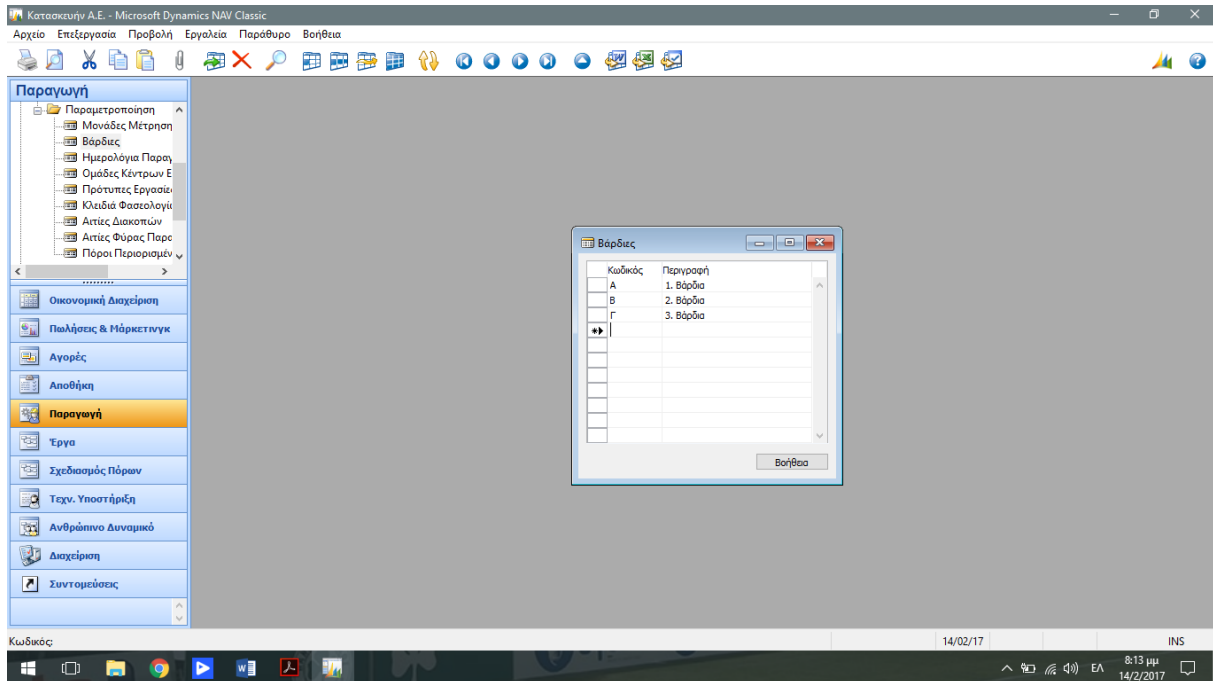 Κατασκευήν Α.Ε. - Microsoft Dynamics NAV Classic
Αρχείο Επεξεργασία Προβολή Εργαλεία Παράθυρο Βοήθεια
Παραγωγή
Παραμετροποίηση
Μονάδες Μέτρηση
Βάρδιες
Ημερολόγια Παραγ
Ομάδες Κέντρων Ε
Πρότυπες Εργασίε
Κλειδιά Φασεολογί
Αιτίες Διακοπών
Αιτίες Φύρας Παρα
Πόροι Περιορισμέν
Οικονομική Διαχείριση
Πωλήσεις & Μάρκετινγκ
Αγορές
Αποθήκη
Παραγωγή
Έργα
Σχεδιασμός Πόρων
Τεχν. Υποστήριξη
Ανθρώπινο Δυναμικό
Διαχείριση
Συντομεύσεις
Βάρδιες
Κωδικός Περιγραφή
Α 1. Βάρδια
Β 2. Βάρδια
Γ 3. Βάρδια
Βοήθεια
Κωδικός:
14/02/17
INS
ΕΛ
8:13 μμ
14/2/2017